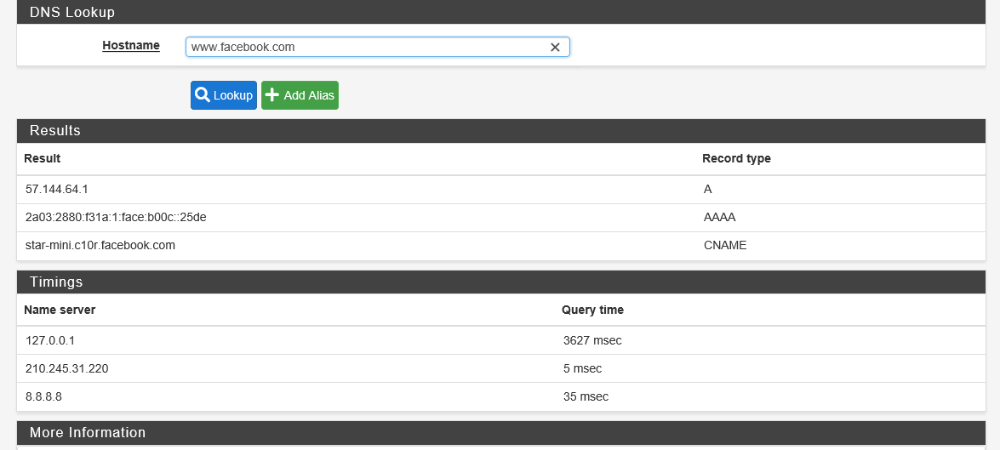 DNS Lookup
Hostname www.facebook.com
Lookup Add Alias
Results
Result Record type
57.144.64.1 A
2a03:2880:f31a:1:face:b00c::25de AAAA
star-mini.c10r.facebook.com CNAME
Timings
Name server Query time
127.0.0.1 3627 msec
210.245.31.220 5 msec
8.8.8.8 35 msec
More Information